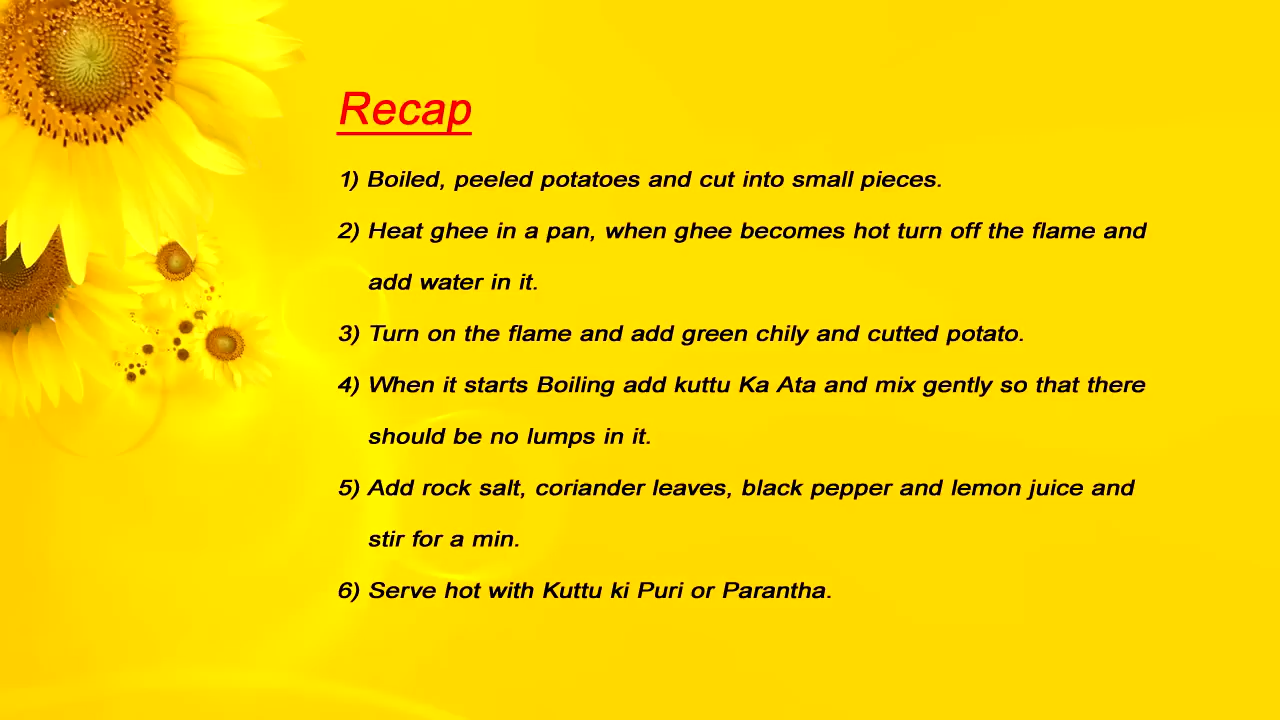 Recap
1) Boiled, peeled potatoes and cut into small pieces.
2) Heat ghee in a pan, when ghee becomes hot turn off the flame and
add water in it.
3) Turn on the flame and add green chily and cutted potato.
4) When it starts Boiling add kuttu Ka Ata and mix gently so that there
should be no lumps in it.
5) Add rock salt, coriander leaves, black pepper and lemon juice and
stir for a min.
6) Serve hot with Kuttu ki Puri or Parantha.